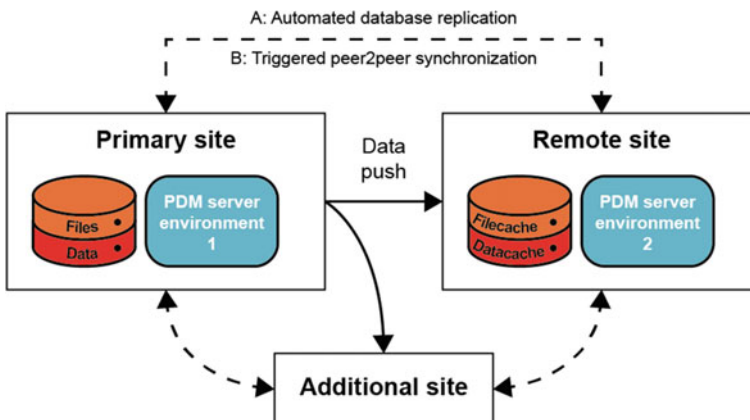 A: Automated database replication
B: Triggered peer2peer synchronization
Primary site
Files
Data
PDM server
environment
1
Data
push
Remote site
Filecache
Datacache
PDM server
environment
2
Additional site